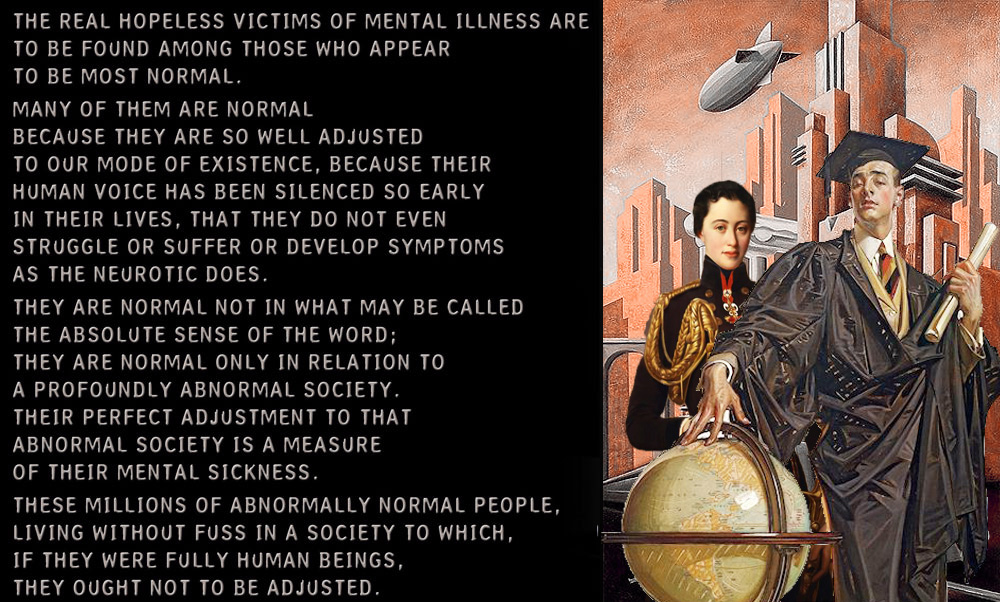 THE REAL HOPELESS VICTIMS OF MENTAL ILLNESS ARE
TO BE FOUND AMONG THOSE WHO APPEAR
TO BE MOST NORMAL.
MANY OF THEM ARE NORMAL
BECAUSE THEY ARE SO WELL ADJUSTED
TO OUR MODE OF EXISTENCE, BECAUSE THEIR
HUMAN VOICE HAS BEEN SILENCED SO EARLY
IN THEIR LIVES, THAT THEY DO NOT EVEN
STRUGGLE OR SUFFER OR DEVELOP SYMPTOMS
AS THE NEUROTIC DOES.
THEY ARE NORMAL NOT IN WHAT MAY BE CALLED
THE ABSOLUTE SENSE OF THE WORD;
THEY ARE NORMAL ONLY IN RELATION TO
A PROFOUNDLY ABNORMAL SOCIETY.
THEIR PERFECT ADJUSTMENT TO THAT
ABNORMAL SOCIETY IS A MEASURE
OF THEIR MENTAL SICKNESS.
THESE MILLIONS OF ABNORMALLY NORMAL PEOPLE,
LIVING WITHOUT FUSS IN A SOCIETY TO WHICH,
IF THEY WERE FULLY HUMAN BEINGS,
THEY OUGHT NOT TO BE ADJUSTED.